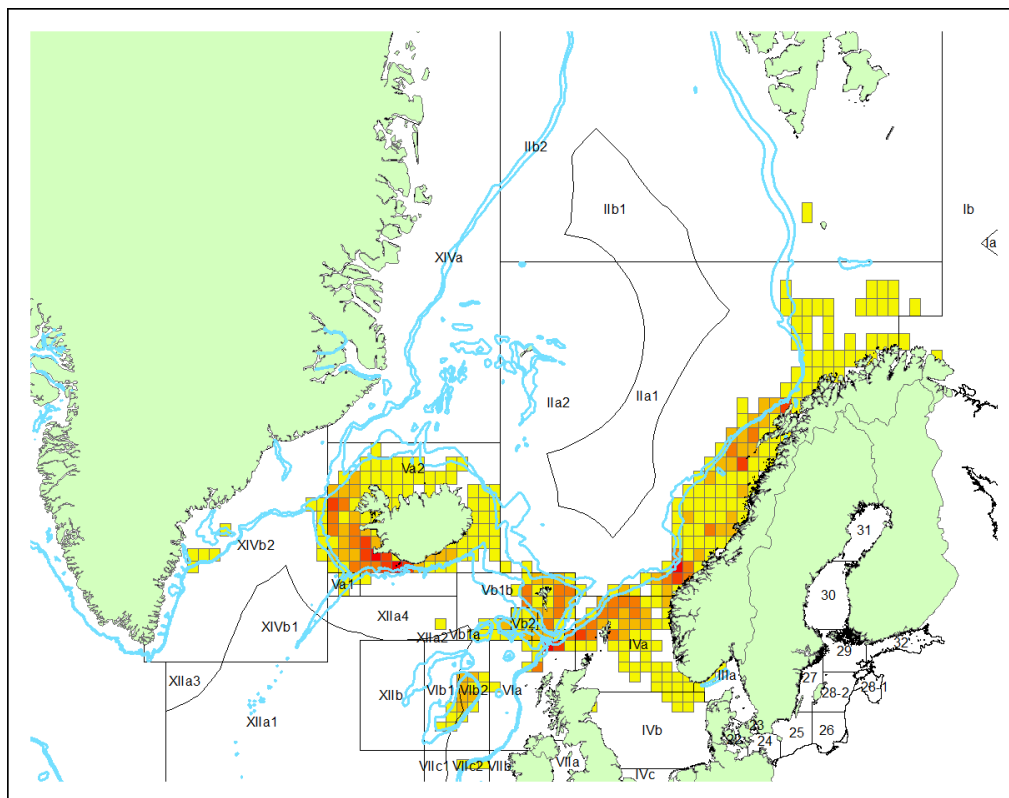 IIb2
IIb1
Ib
Ia
XIVa
IIa2
IIa1
Va2
31
XIVb2
Va1
Vb1b
30
XIIa4
XIVb1
Vb2
XIIa2
Vb1a
IVa
29
32
XIIa3
XIIb
VIb1
VIb2
VIa
IIIa
27
28-2
28-1
XIIa1
23
22
24
25
26
IVb
VIIc1
VIIc2
VIIb
VIIa
IVc